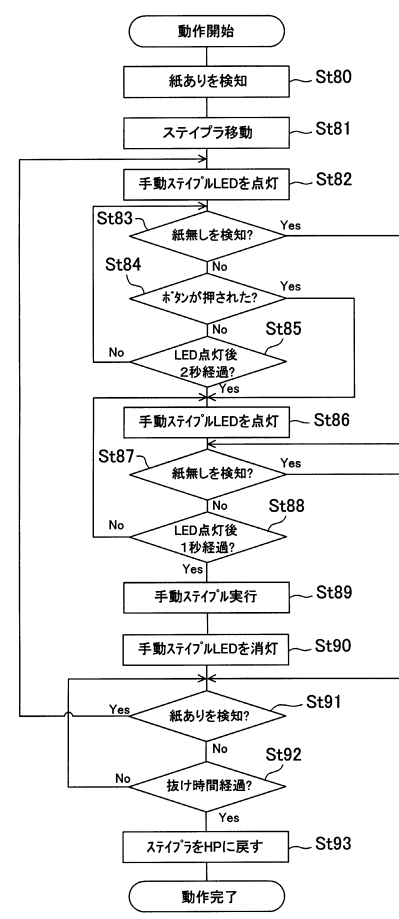 動作開始
紙ありを検知 St80
ステイプラ移動 St81
手動ステイプルLEDを点灯 St82
St83 紙無しを検知? Yes
No
St84 ボタンが押された? Yes
No
St85
No LED点灯後
2秒経過?
Yes
手動ステイプルLEDを点灯 St86
St87 紙無しを検知? Yes
No
St88
No LED点灯後
1秒経過?
Yes
手動ステイプル実行 St89
手動ステイプルLEDを消灯 St90
St91
Yes 紙ありを検知?
No
St92
No 抜け時間経過?
Yes
ステイプラをHPに戻す St93
動作完了